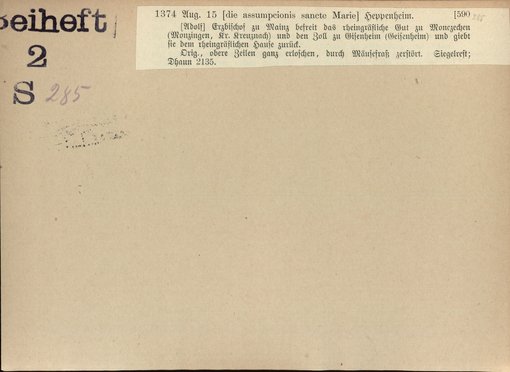 Beiheft
2
S 285
1374 Aug. 15 [die assumpcionis sancte Marie] Heppenheim. [590
[Adolf] Erzbischof zu Mainz befreit das rheingräfliche Gut zu Monczechen
(Monzingen, Kr. Kreuznach) und den Zoll zu Gisenheim (Geisenheim) und giebt
sie dem rheingräflichen Hause zurück.
Orig., obere Zeilen ganz erloschen, durch Mäusefraß zerstört. Siegelrest;
Dhaun 2135.